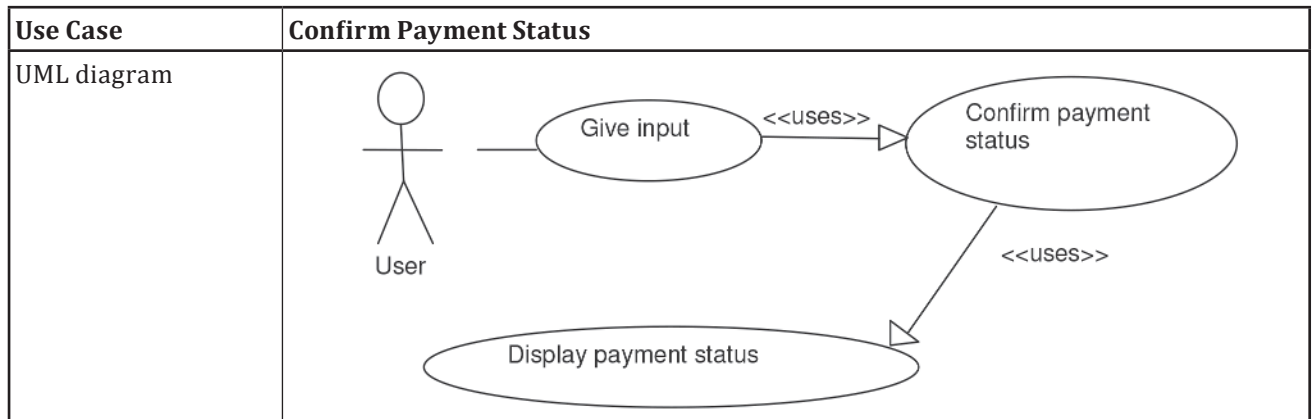 Use Case
Confirm Payment Status
UML diagram
Give input
<<uses>>
Confirm payment
status
User
<<uses>>
Display payment status